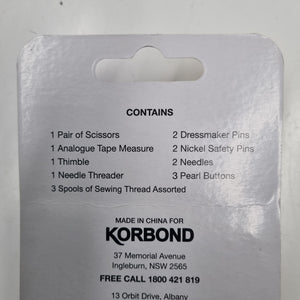 CONTAINS
1 Pair of Scissors
1 Analogue Tape Measure
1 Thimble
1 Needle Threader
3 Spools of Sewing Thread Assorted
2 Dressmaker Pins
2 Nickel Safety Pins
2 Needles
3 Pearl Buttons
MADE IN CHINA FOR
KORBOND
37 Memorial Avenue
Ingleburn, NSW 2565
FREE CALL 1800 421 819
13 Orbit Drive, Albany